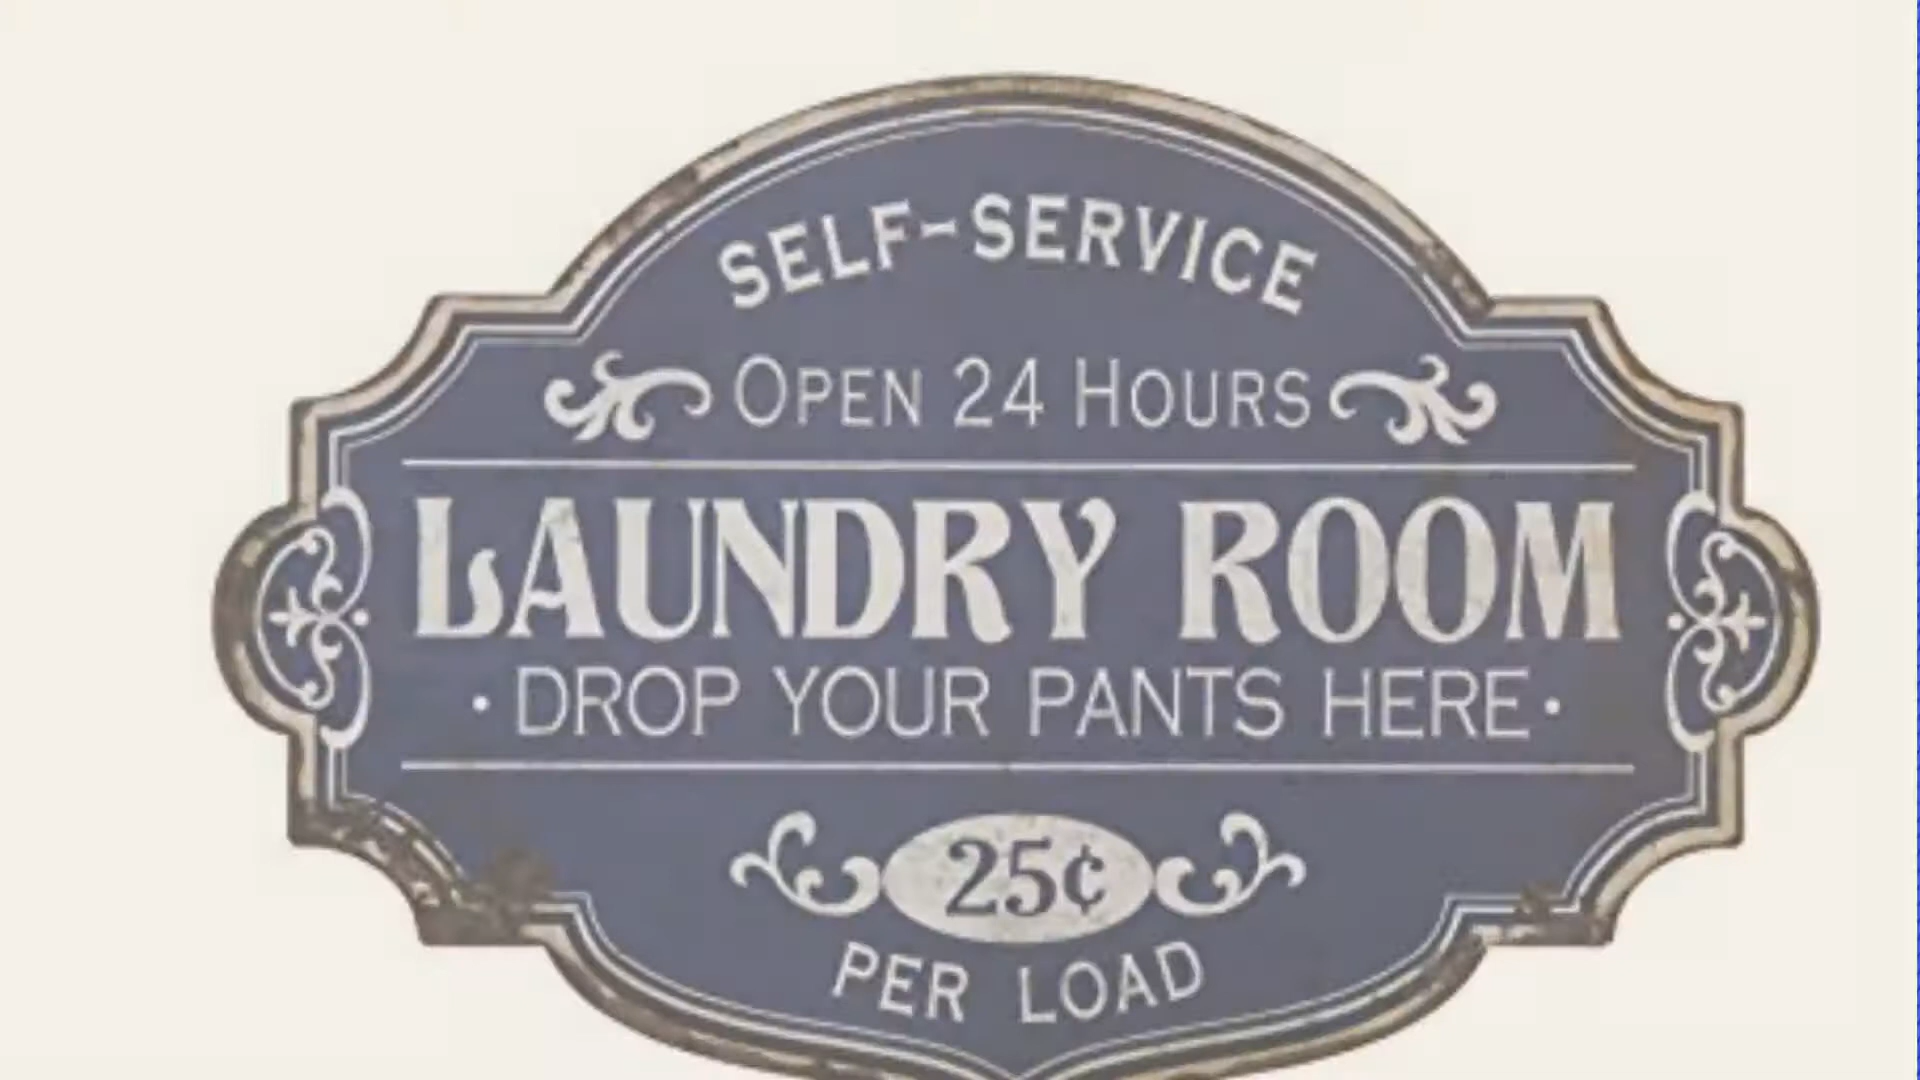 SELF-SERVICE
OPEN 24 HOURS
LAUNDRY ROOM
• DROP YOUR PANTS HERE •
25¢
PER LOAD